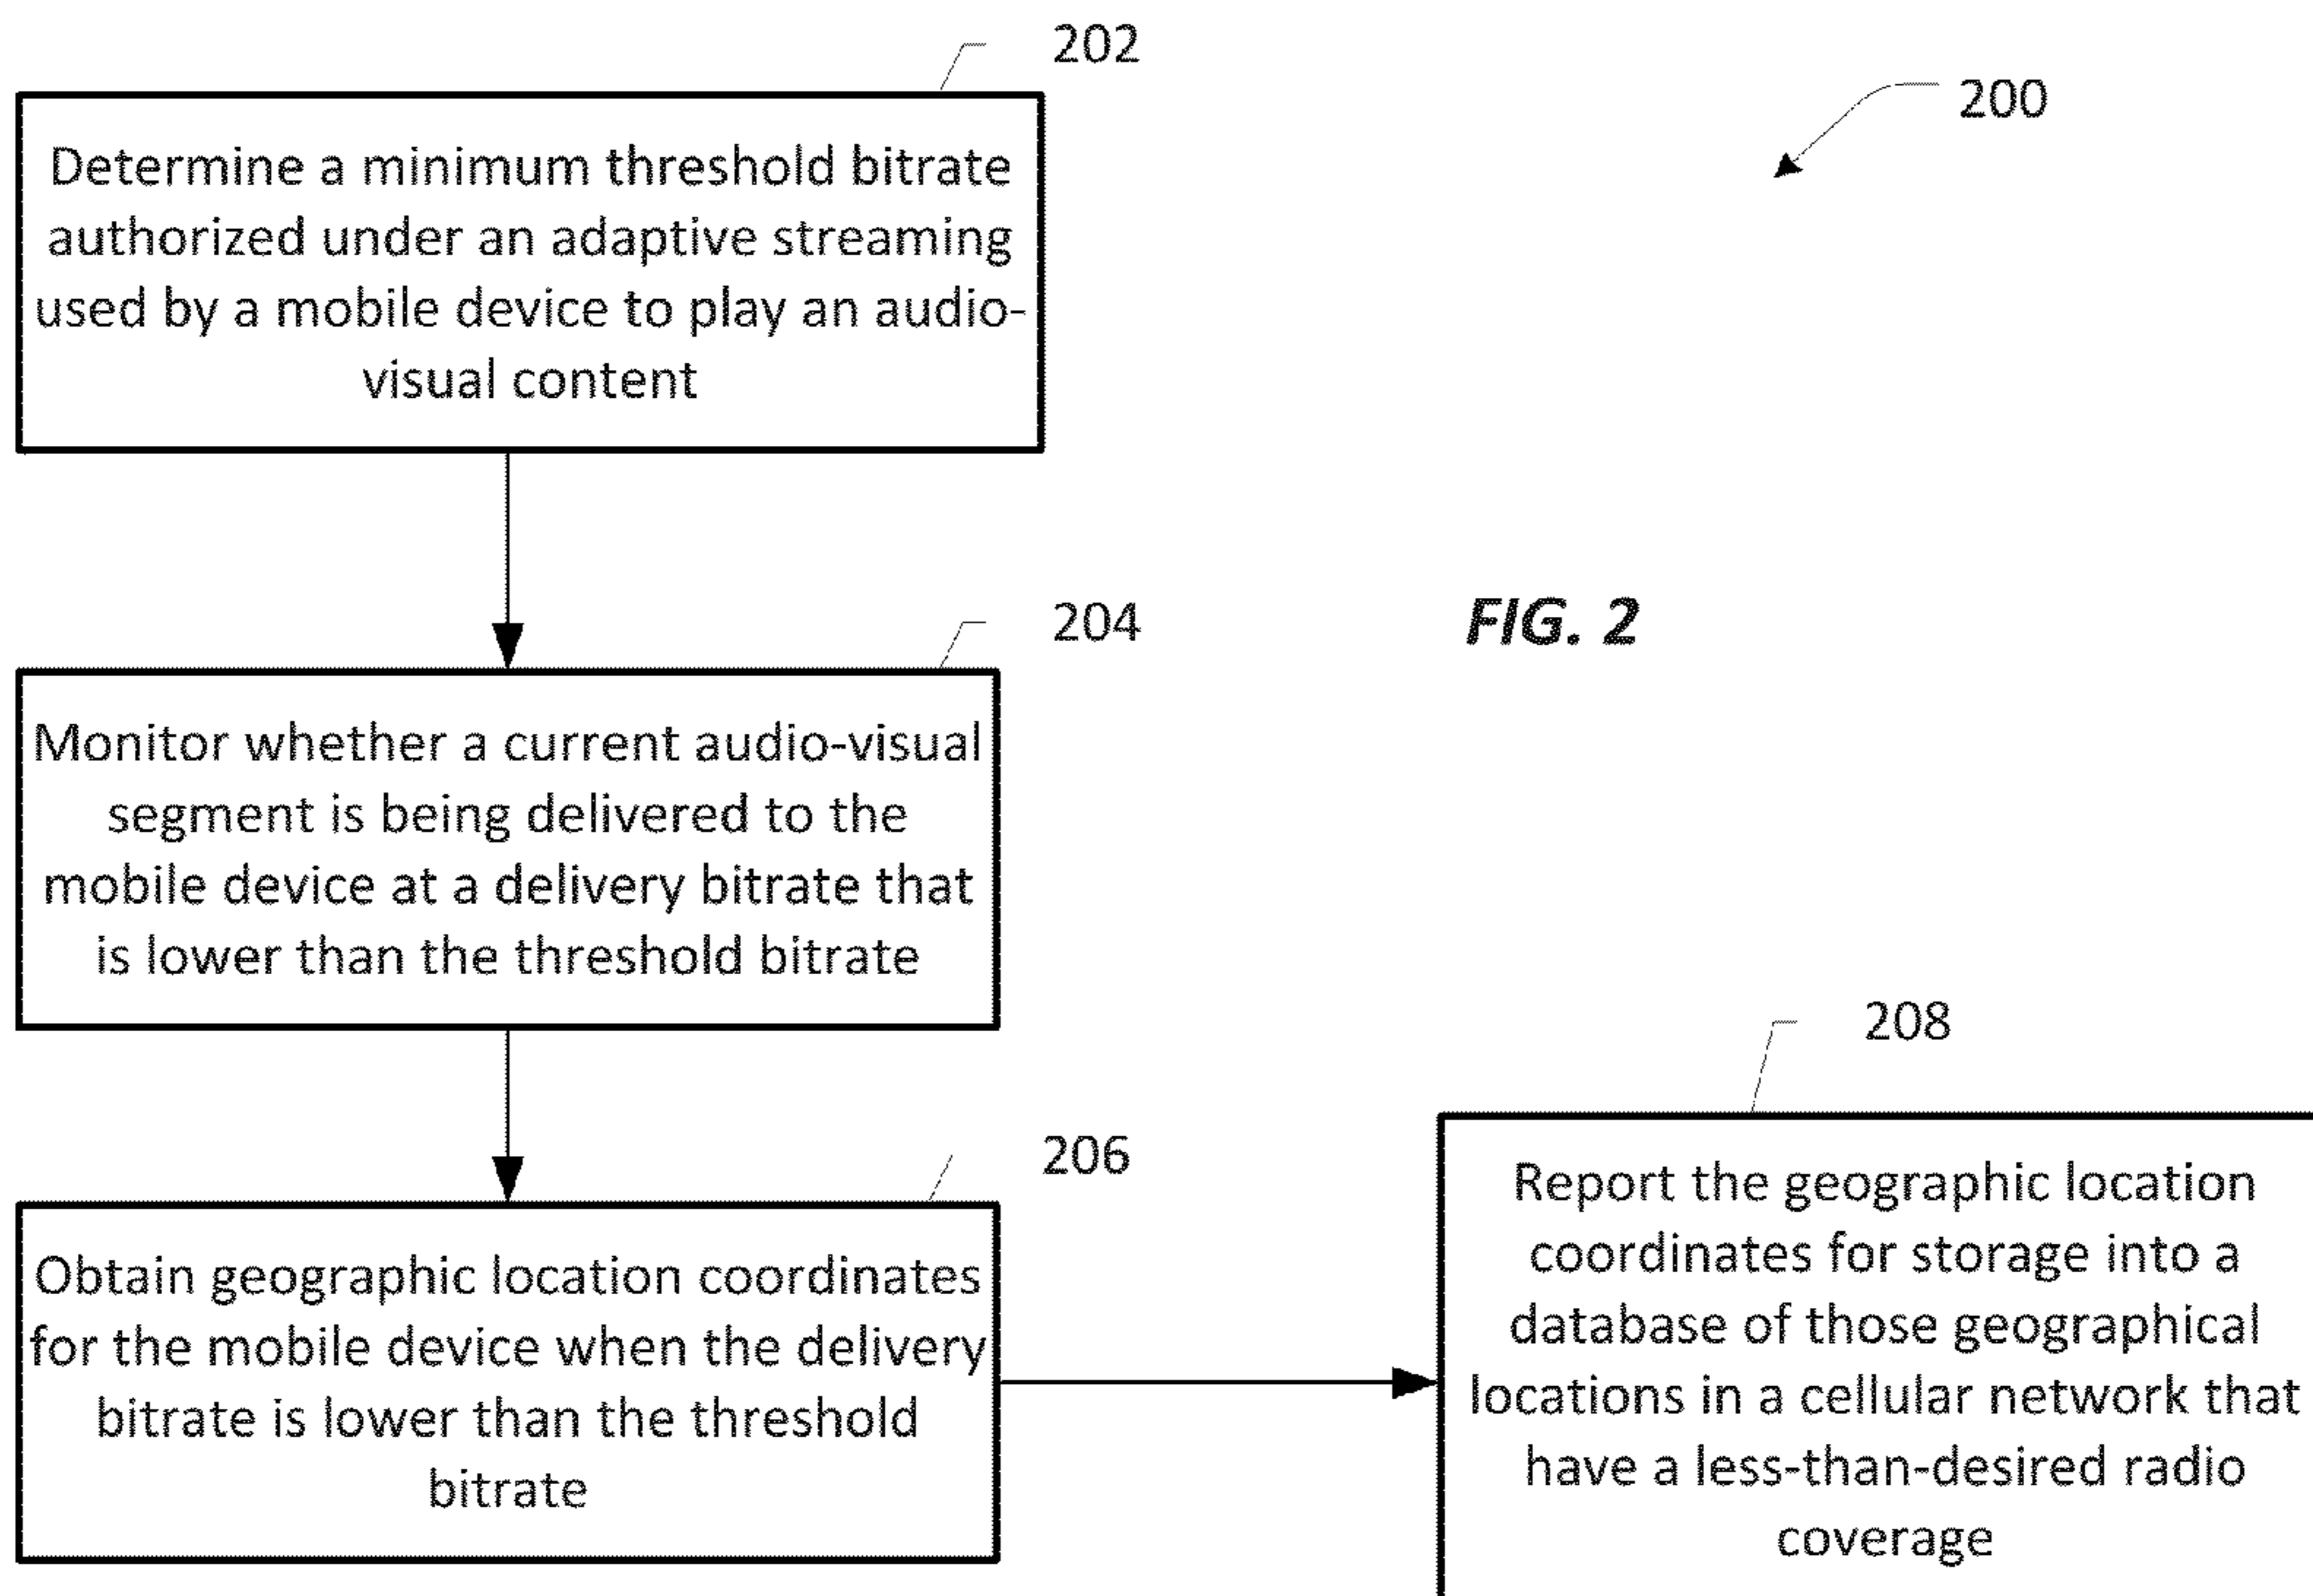 202
200
Determine a minimum threshold bitrate
authorized under an adaptive streaming
used by a mobile device to play an audio-
visual content
204
FIG. 2
Monitor whether a current audio-visual
segment is being delivered to the
mobile device at a delivery bitrate that
is lower than the threshold bitrate
206
Obtain geographic location coordinates
for the mobile device when the delivery
bitrate is lower than the threshold
bitrate
208
Report the geographic location
coordinates for storage into a
database of those geographical
locations in a cellular network that
have a less-than-desired radio
coverage